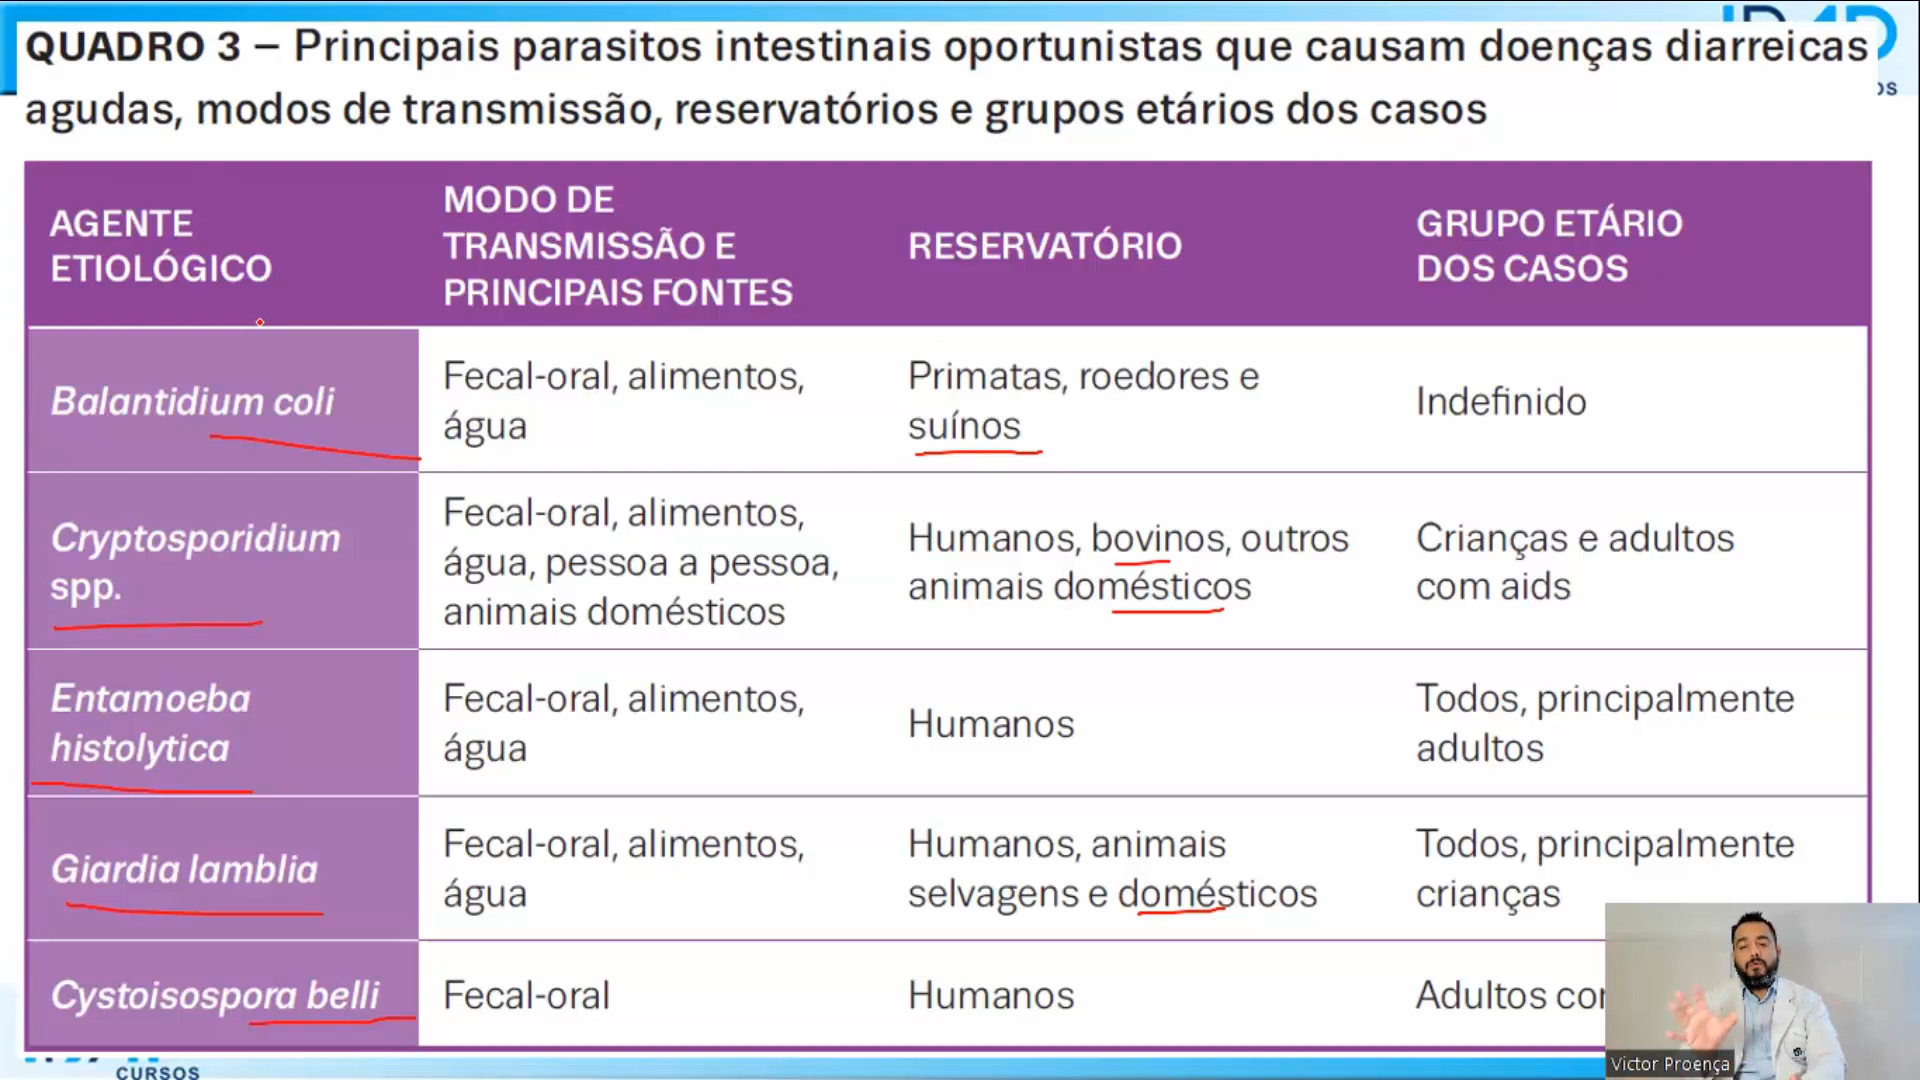 QUADRO 3 – Principais parasitos intestinais oportunistas que causam doenças diarreicas
agudas, modos de transmissão, reservatórios e grupos etários dos casos
AGENTE
ETIOLÓGICO
MODO DE
TRANSMISSÃO E
PRINCIPAIS FONTES
RESERVATÓRIO
GRUPO ETÁRIO
DOS CASOS
Balantidium coli
Fecal-oral, alimentos,
água
Primatas, roedores e
suínos
Indefinido
Cryptosporidium
spp.
Fecal-oral, alimentos,
água, pessoa a pessoa,
animais domésticos
Humanos, bovinos, outros
animais domésticos
Crianças e adultos
com aids
Entamoeba
histolytica
Fecal-oral, alimentos,
água
Humanos
Todos, principalmente
adultos
Giardia lamblia
Fecal-oral, alimentos,
água
Humanos, animais
selvagens e domésticos
Todos, principalmente
crianças
Cystoisospora belli
Fecal-oral
Humanos
Adultos
Victor Proença
CURSOS